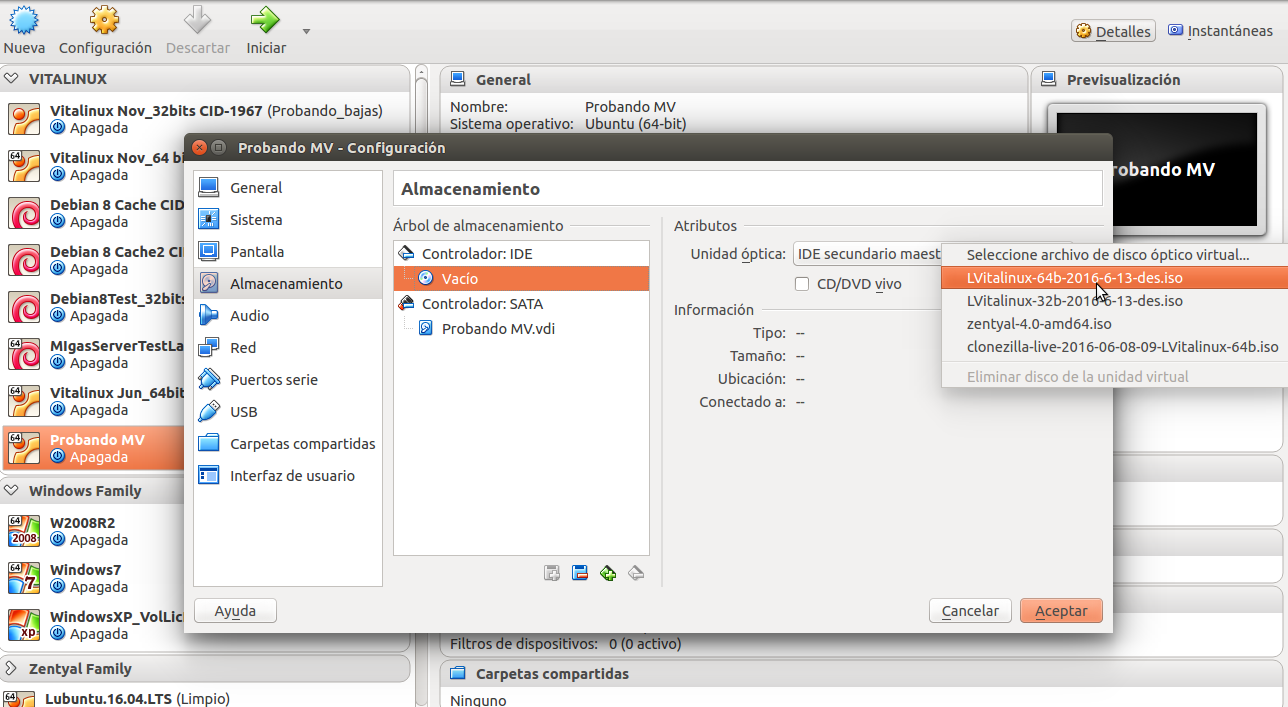 Nueva
Configuración
Descartar
Iniciar
Detalles
Instantáneas
VITALINUX
Vitalinux Nov_32bits CID-1967 (Probando_bajas)
Apagada
64
Vitalinux Nov_64 bi
Apagada
Debian 8 Cache CID
Apagada
Debian 8 Cache2 CI
Apagada
Debian8Test_32bits
Apagada
64
MIgasServerTestLa
Apagada
64
Vitalinux Jun_64bit
Apagada
64
Probando MV
Apagada
Windows Family
64
2008
W2008R2
Apagada
64
7
Windows7
Apagada
xp
WindowsXP_VolLic
Apagada
Zentyal Family
64
Lubuntu.16.04.LTS (Limpio)
General
Nombre: Probando MV
Sistema operativo: Ubuntu (64-bit)
Previsualización
robando MV
Probando MV - Configuración
General
Sistema
Pantalla
Almacenamiento
Audio
Red
Puertos serie
USB
Carpetas compartidas
Interfaz de usuario
Almacenamiento
Árbol de almacenamiento
Controlador: IDE
Vacío
Controlador: SATA
Probando MV.vdi
Atributos
Unidad óptica: IDE secundario maest
CD/DVD vivo
Información
Tipo: --
Tamaño: --
Ubicación: --
Conectado a: --
Seleccione archivo de disco óptico virtual...
LVitalinux-64b-2016-6-13-des.iso
LVitalinux-32b-2016-6-13-des.iso
zentyal-4.0-amd64.iso
clonezilla-live-2016-06-08-09-LVitalinux-64b.iso
Eliminar disco de la unidad virtual
Ayuda
Cancelar
Aceptar
Filtros de dispositivos: 0 (0 activo)
Carpetas compartidas
Ninguno